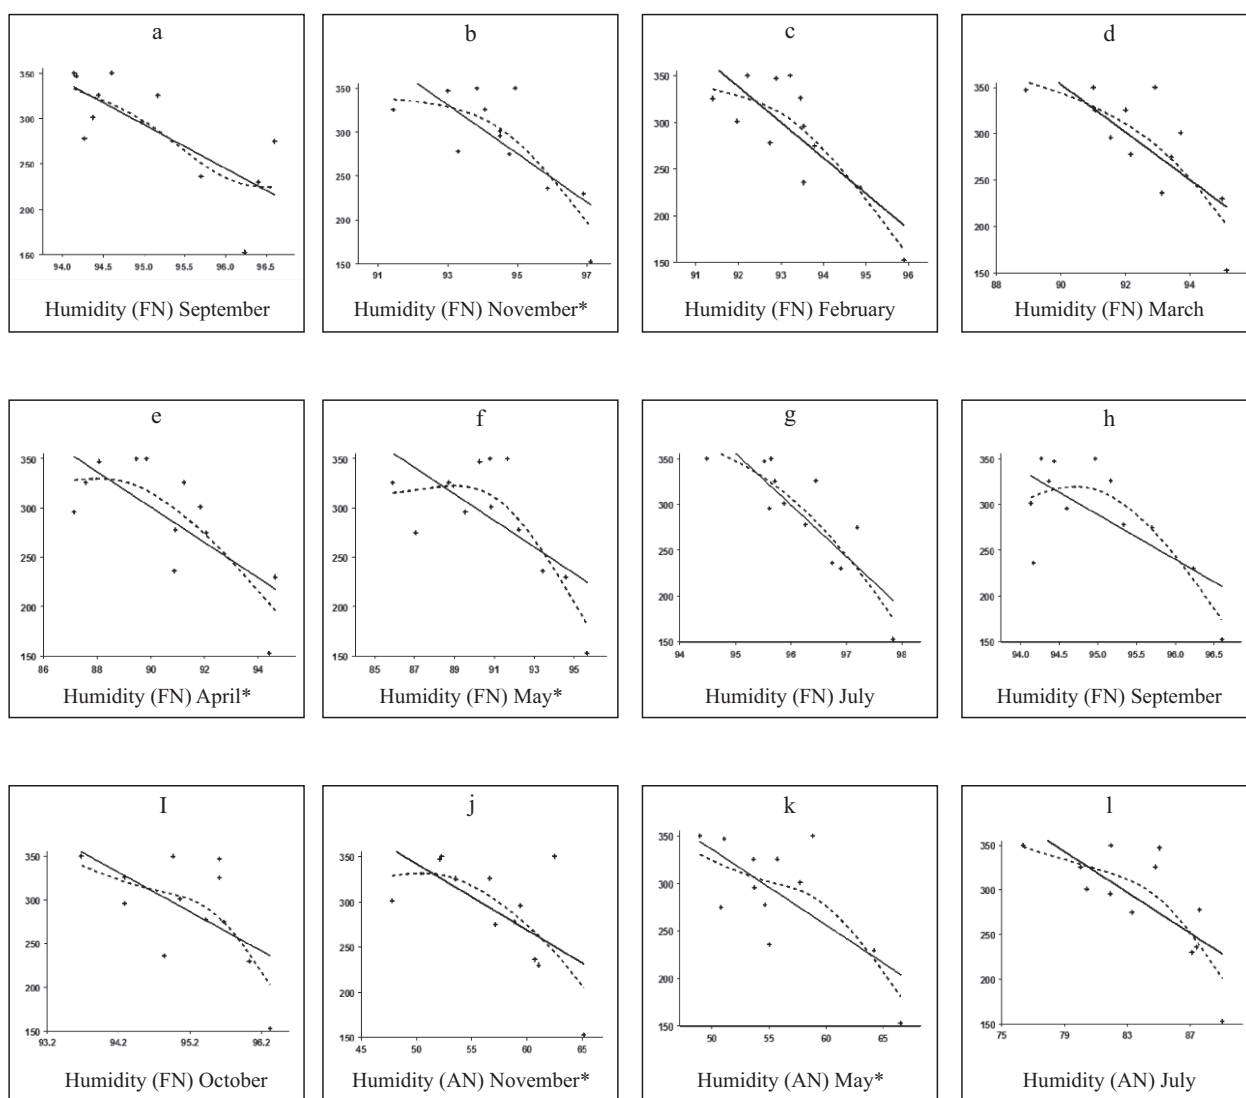 a
350
300
250
200
150
94.0 94.5 95.0 95.5 96.0 96.5
Humidity (FN) September
b
350
300
250
200
150
91 93 95 97
Humidity (FN) November*
c
350
300
250
200
150
91 92 93 94 95 96
Humidity (FN) February
d
350
300
250
200
150
88 90 92 94
Humidity (FN) March
e
350
300
250
200
150
86 88 90 92 94
Humidity (FN) April*
f
350
300
250
200
150
85 87 89 91 93 95
Humidity (FN) May*
g
350
300
250
200
150
94 95 96 97 98
Humidity (FN) July
h
350
300
250
200
150
94.0 94.5 95.0 95.5 96.0 96.5
Humidity (FN) September
I
350
300
250
200
150
93.2 94.2 95.2 96.2
Humidity (FN) October
j
350
300
250
200
150
45 50 55 60 65
Humidity (AN) November*
k
350
300
250
200
150
50 55 60 65
Humidity (AN) May*
l
350
300
250
200
150
75 79 83 87
Humidity (AN) July